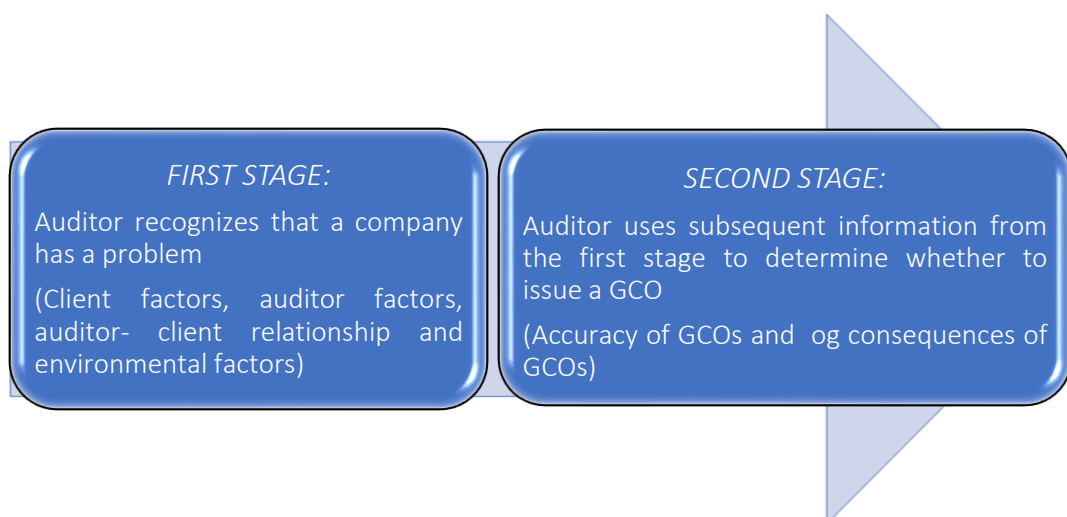 FIRST STAGE:
Auditor recognizes that a company
has a problem
(Client factors, auditor factors,
auditor- client relationship and
environmental factors)
SECOND STAGE:
Auditor uses subsequent information from
the first stage to determine whether to
issue a GCO
(Accuracy of GCOs and og consequences of
GCOs)